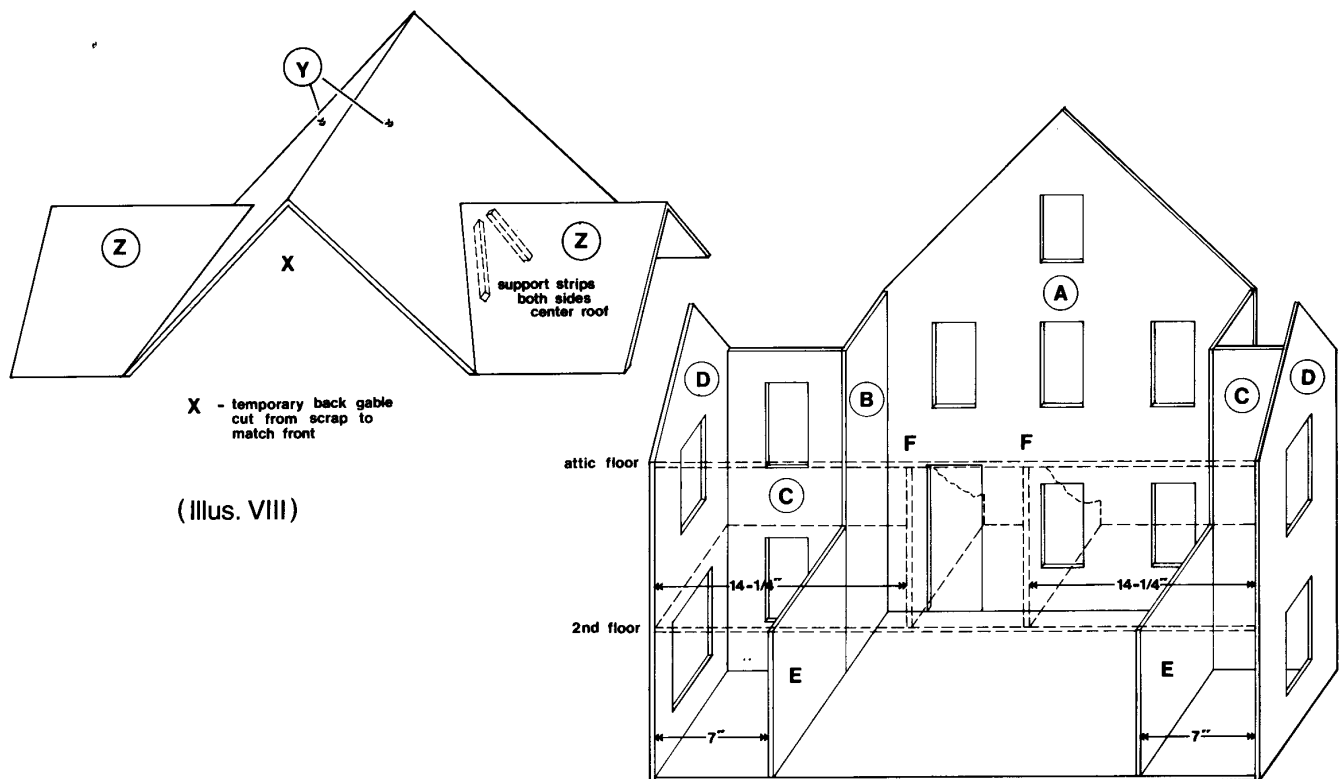 Y
Z
X
Z
support strips
both sides
center roof
X - temporary back gable
cut from scrap to
match front
(Illus. VIII)
A
D
B
C
D
F
F
attic floor
C
14-1/4"
14-1/4"
2nd floor
E
E
7"
7"